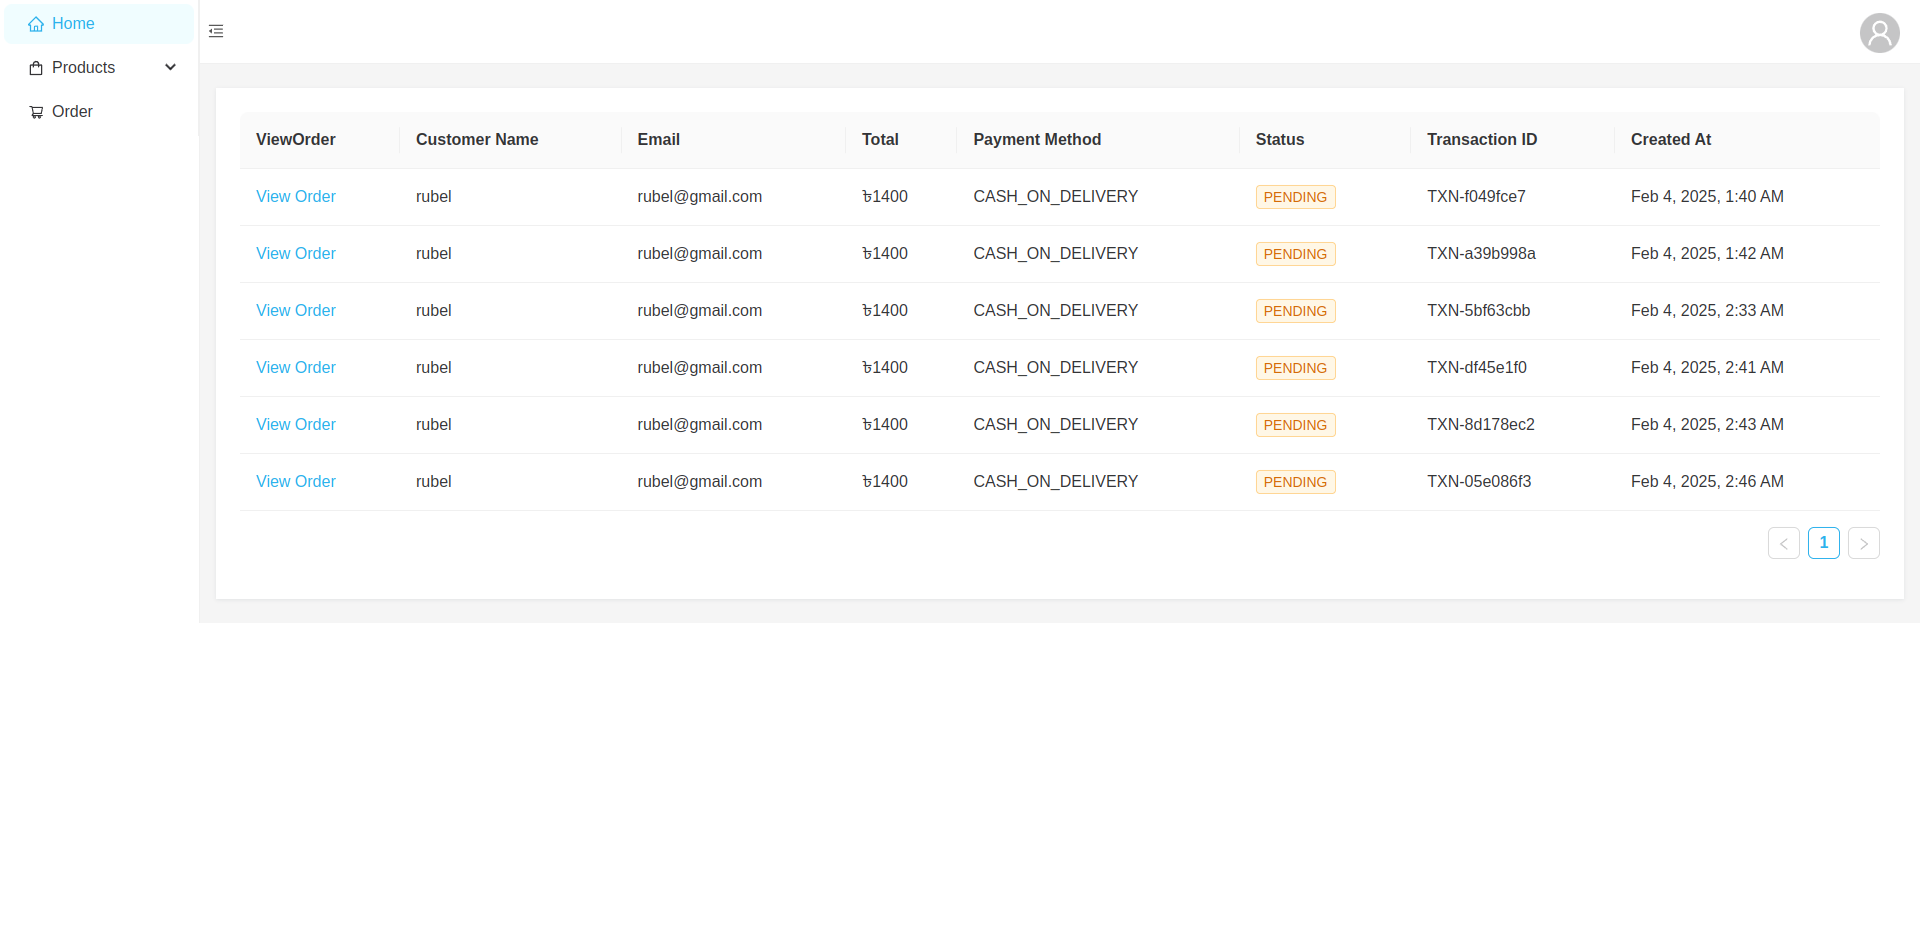 Home
Products
Order
ViewOrder Customer Name Email Total Payment Method Status Transaction ID Created At
View Order rubel rubel@gmail.com ৳1400 CASH_ON_DELIVERY PENDING TXN-f049fce7 Feb 4, 2025, 1:40 AM
View Order rubel rubel@gmail.com ৳1400 CASH_ON_DELIVERY PENDING TXN-a39b998a Feb 4, 2025, 1:42 AM
View Order rubel rubel@gmail.com ৳1400 CASH_ON_DELIVERY PENDING TXN-5bf63cbb Feb 4, 2025, 2:33 AM
View Order rubel rubel@gmail.com ৳1400 CASH_ON_DELIVERY PENDING TXN-df45e1f0 Feb 4, 2025, 2:41 AM
View Order rubel rubel@gmail.com ৳1400 CASH_ON_DELIVERY PENDING TXN-8d178ec2 Feb 4, 2025, 2:43 AM
View Order rubel rubel@gmail.com ৳1400 CASH_ON_DELIVERY PENDING TXN-05e086f3 Feb 4, 2025, 2:46 AM
1